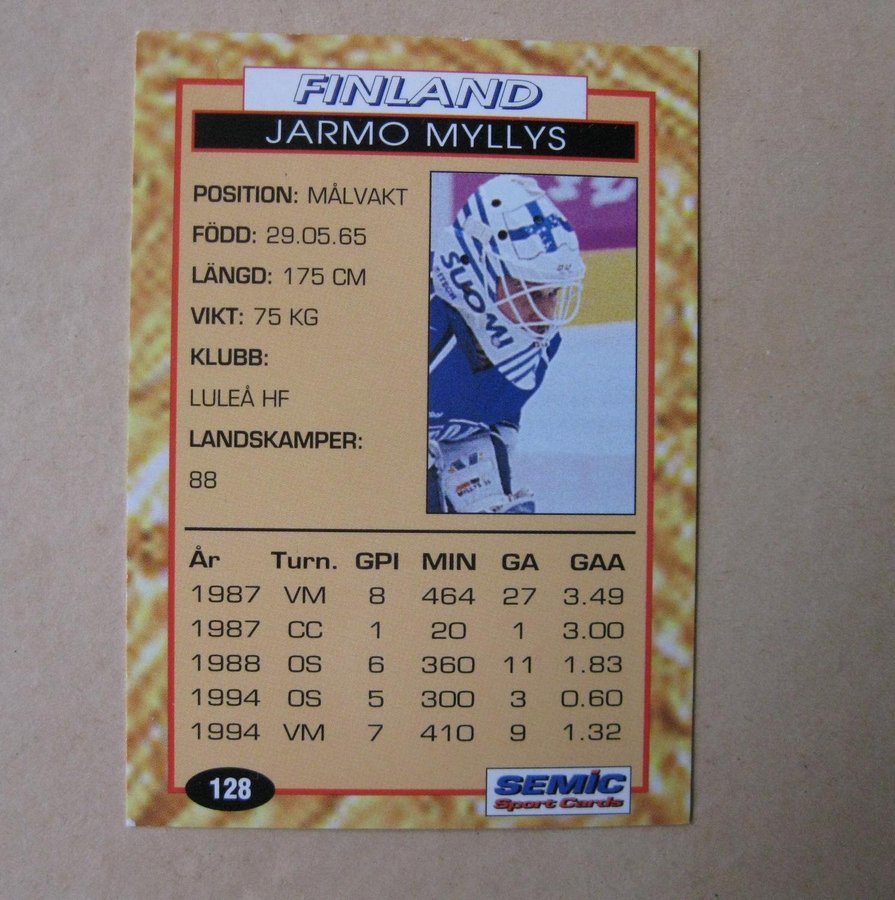 FINLAND
JARMO MYLLYS
POSITION: MÅLVAKT
FÖDD: 29.05.65
LÄNGD: 175 CM
VIKT: 75 KG
KLUBB:
LULEÅ HF
LANDSKAMPER:
88
SUOMI
År Turn. GPI MIN GA GAA
1987 VM 8 464 27 3.49
1987 CC 1 20 1 3.00
1988 OS 6 360 11 1.83
1994 OS 5 300 3 0.60
1994 VM 7 410 9 1.32
128
SEMIC
Sport Cards